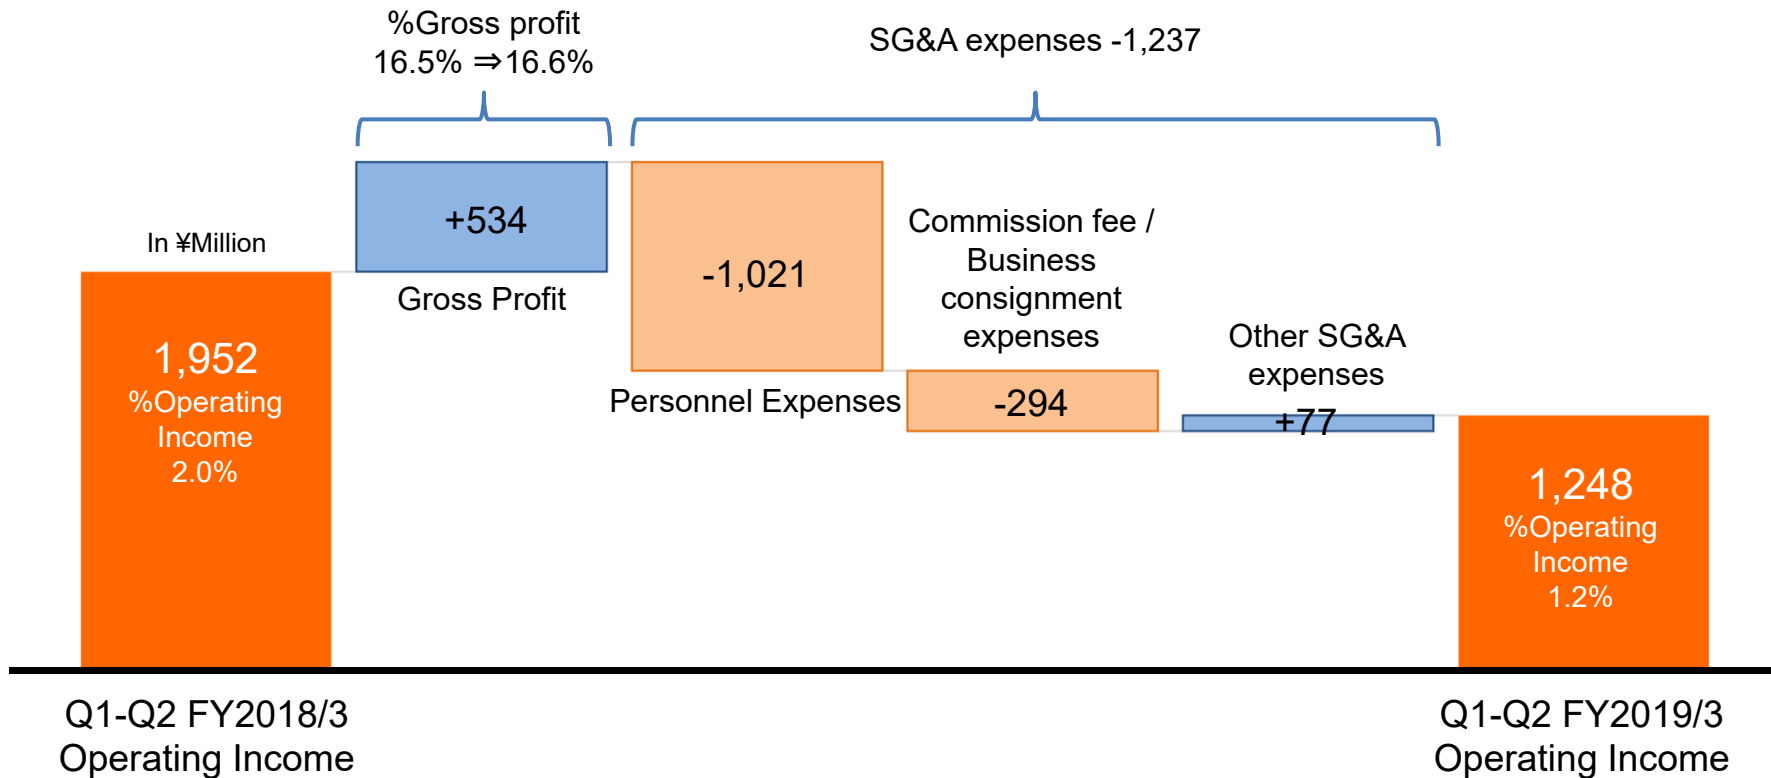 %Gross profit
16.5% ⇒16.6%
SG&A expenses -1,237
In ¥Million
1,952
%Operating
Income
2.0%
+534
Gross Profit
-1,021
Personnel Expenses
Commission fee /
Business
consignment
expenses
-294
Other SG&A
expenses
+77
1,248
%Operating
Income
1.2%
Q1-Q2 FY2018/3
Operating Income
Q1-Q2 FY2019/3
Operating Income